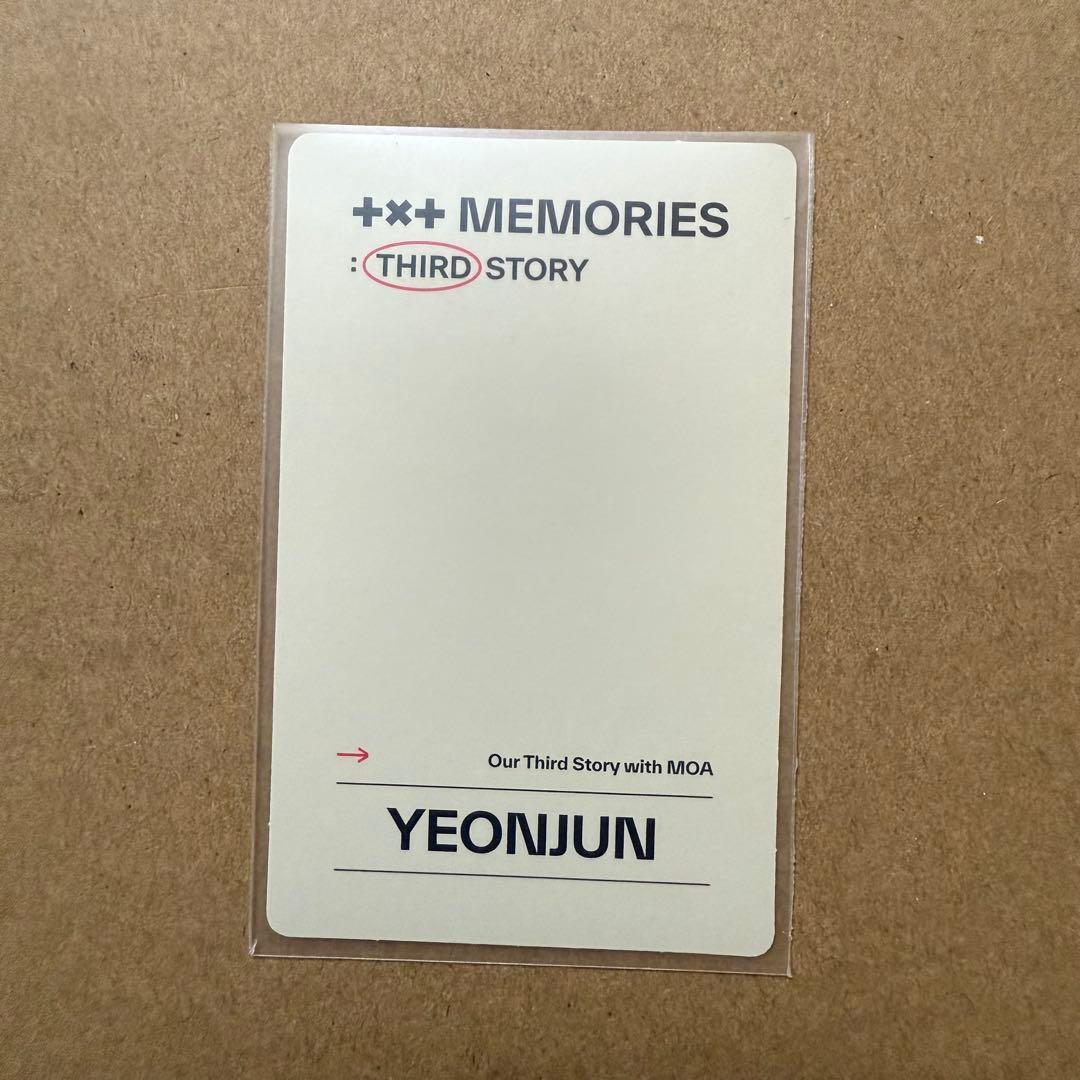 +×+ MEMORIES
: THIRD STORY
→ Our Third Story with MOA
YEONJUN